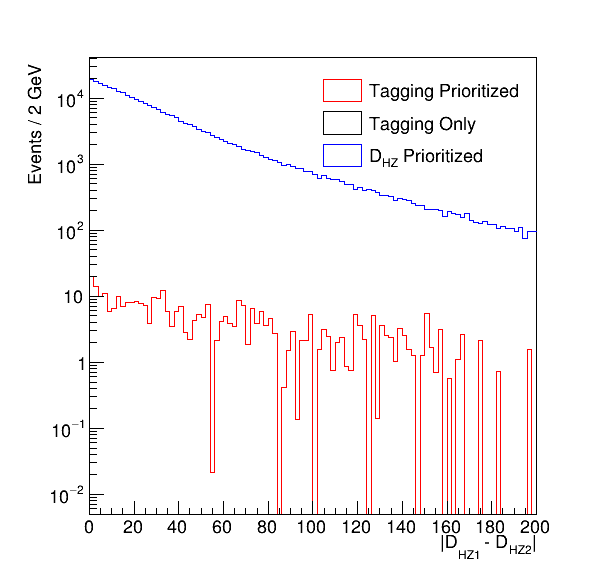 Events / 2 GeV
Tagging Prioritized
Tagging Only
D_HZ Prioritized
10^4
10^3
10^2
10
1
10^−1
10^−2
0 20 40 60 80 100 120 140 160 180 200
|D_HZ1 - D_HZ2|